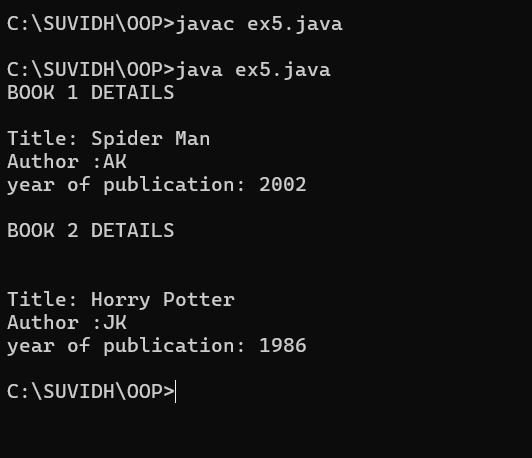 C:\SUVIDH\OOP>javac ex5.java
C:\SUVIDH\OOP>java ex5.java
BOOK 1 DETAILS
Title: Spider Man
Author :AK
year of publication: 2002
BOOK 2 DETAILS
Title: Horry Potter
Author :JK
year of publication: 1986
C:\SUVIDH\OOP>